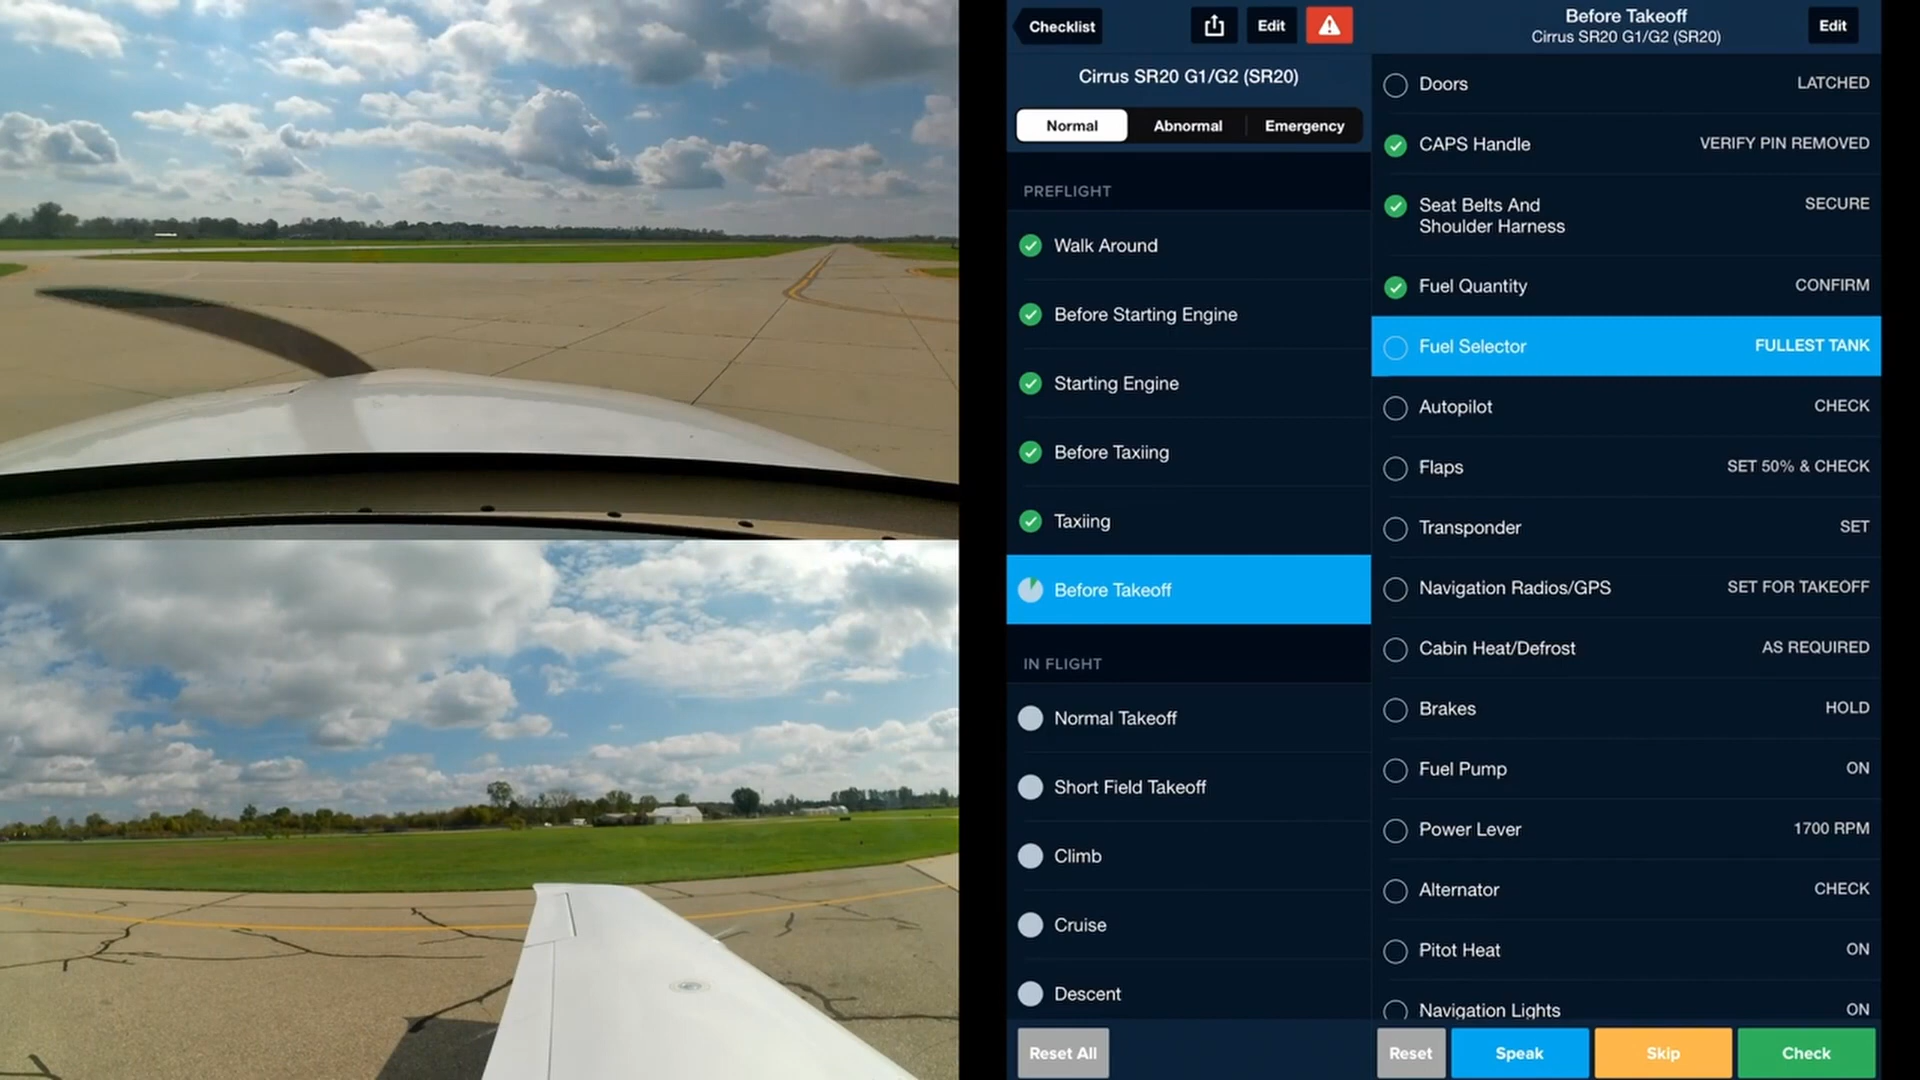 Checklist
Edit
Cirrus SR20 G1/G2 (SR20)
Normal
Abnormal
Emergency
PREFLIGHT
Walk Around
Before Starting Engine
Starting Engine
Before Taxiing
Taxiing
Before Takeoff
IN FLIGHT
Normal Takeoff
Short Field Takeoff
Climb
Cruise
Descent
Reset All
Before Takeoff
Cirrus SR20 G1/G2 (SR20)
Edit
Doors LATCHED
CAPS Handle VERIFY PIN REMOVED
Seat Belts And SECURE
Shoulder Harness
Fuel Quantity CONFIRM
Fuel Selector FULLEST TANK
Autopilot CHECK
Flaps SET 50% & CHECK
Transponder SET
Navigation Radios/GPS SET FOR TAKEOFF
Cabin Heat/Defrost AS REQUIRED
Brakes HOLD
Fuel Pump ON
Power Lever 1700 RPM
Alternator CHECK
Pitot Heat ON
Navigation Lights ON
Reset
Speak
Skip
Check